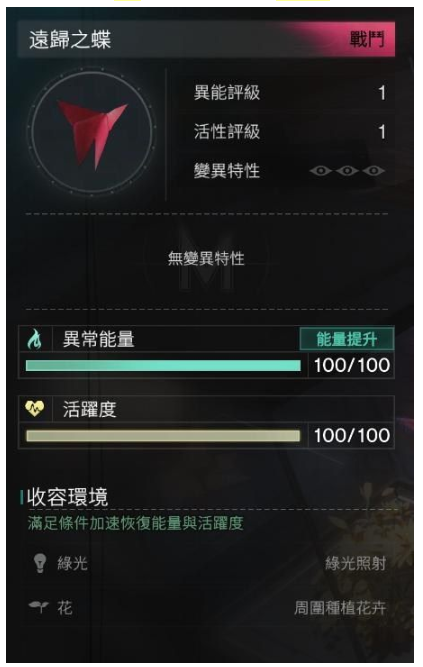 遠歸之蝶 戰鬥
異能評級 1
活性評級 1
變異特性
無變異特性
異常能量 能量提升
100/100
活躍度
100/100
收容環境
滿足條件加速恢復能量與活躍度
綠光 綠光照射
花 周圍種植花卉